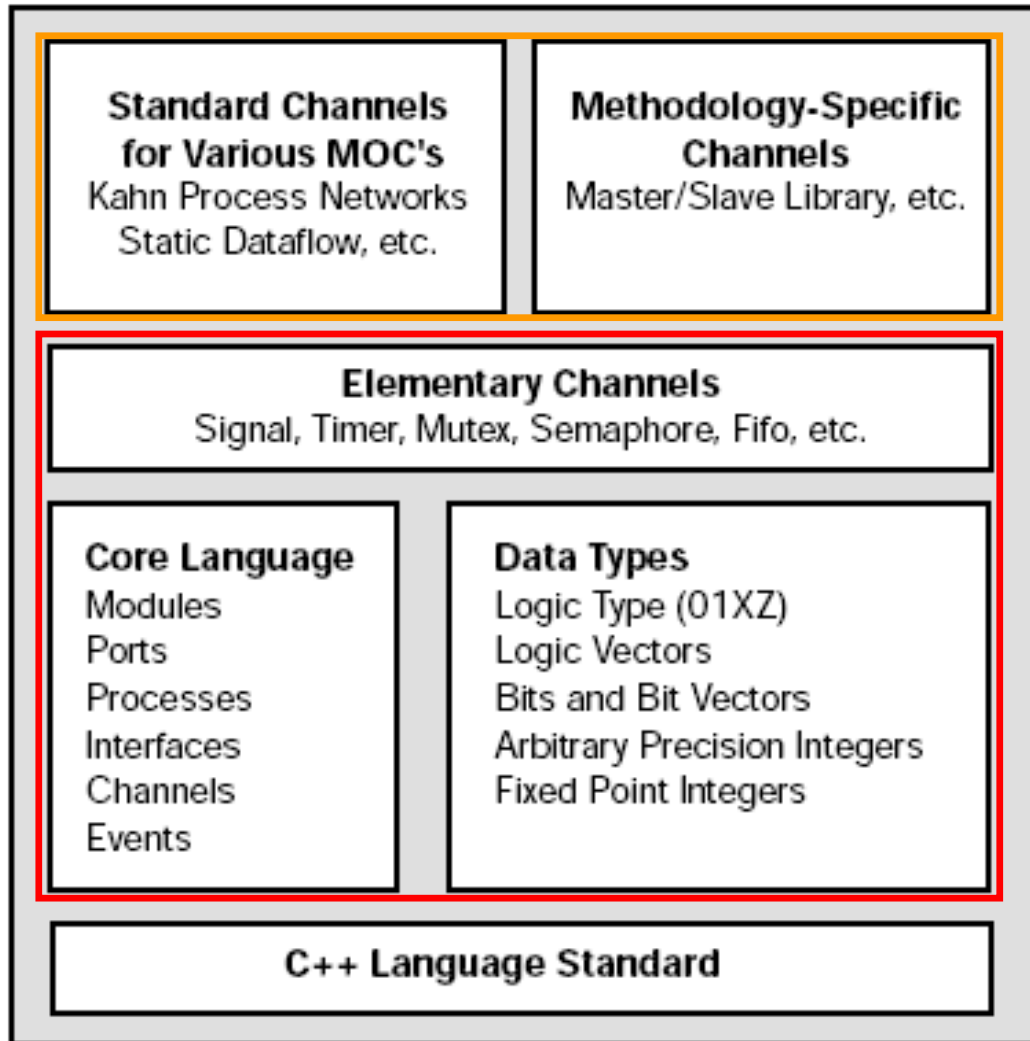 Standard Channels
for Various MOC's
Kahn Process Networks
Static Dataflow, etc.
Methodology-Specific
Channels
Master/Slave Library, etc.
Elementary Channels
Signal, Timer, Mutex, Semaphore, Fifo, etc.
Core Language
Modules
Ports
Processes
Interfaces
Channels
Events
Data Types
Logic Type (01XZ)
Logic Vectors
Bits and Bit Vectors
Arbitrary Precision Integers
Fixed Point Integers
C++ Language Standard